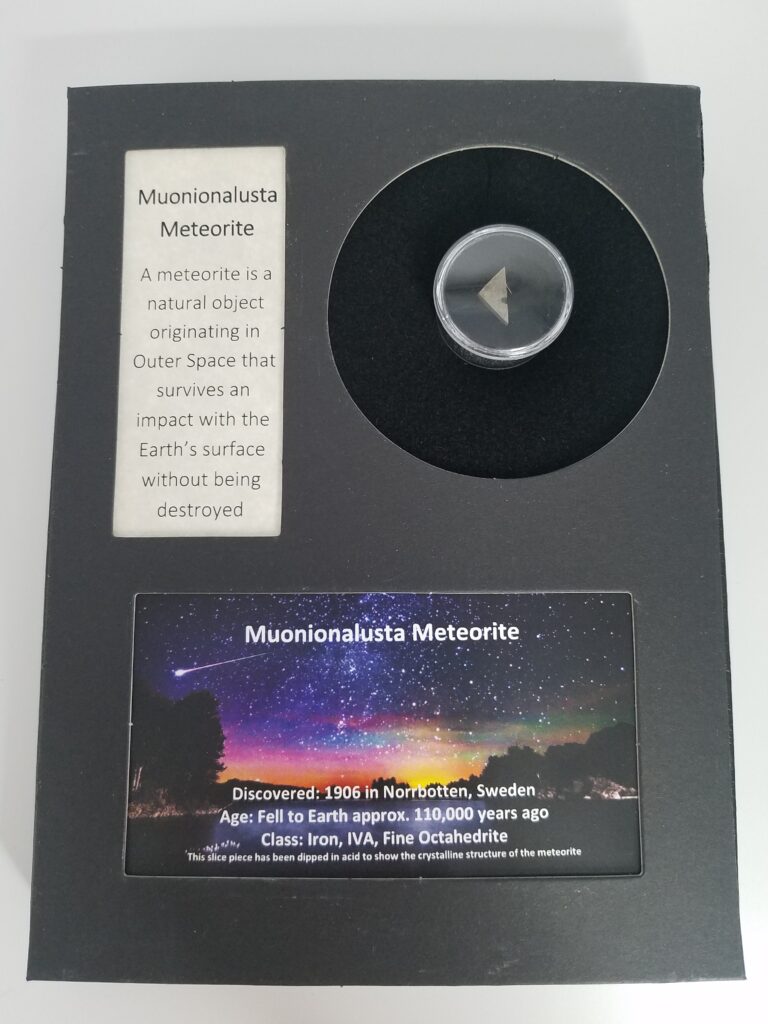 Muonionalusta
Meteorite
A meteorite is a
natural object
originating in
Outer Space that
survives an
impact with the
Earth's surface
without being
destroyed
Muonionalusta Meteorite
Discovered: 1906 in Norrbotten, Sweden
Age: Fell to Earth approx. 110,000 years ago
Class: Iron, IVA, Fine Octahedrite
This slice piece has been dipped in acid to show the crystalline structure of the meteorite